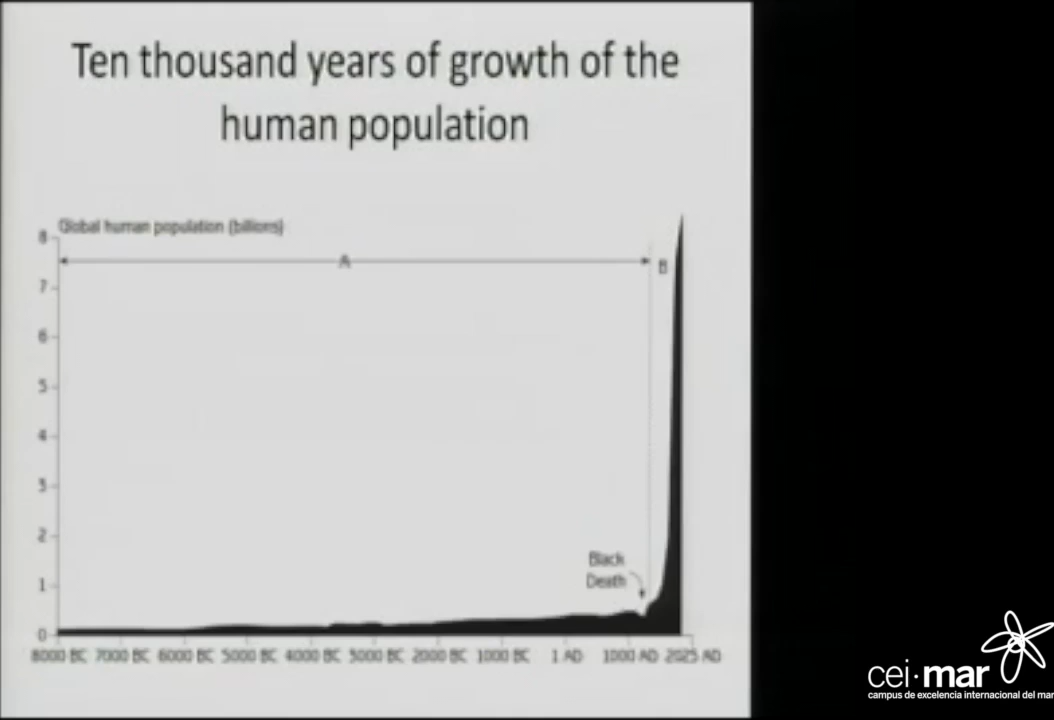 Ten thousand years of growth of the
human population
Global human population (billions)
8
A
B
7
6
5
4
3
2
Black
Death
1
0
8000 BC 7000 BC 6000 BC 5000 BC 4000 BC 3000 BC 2000 BC 1000 BC 1 AD 1000 AD 2025 AD
cei·mar
campus de excelencia internacional del mar